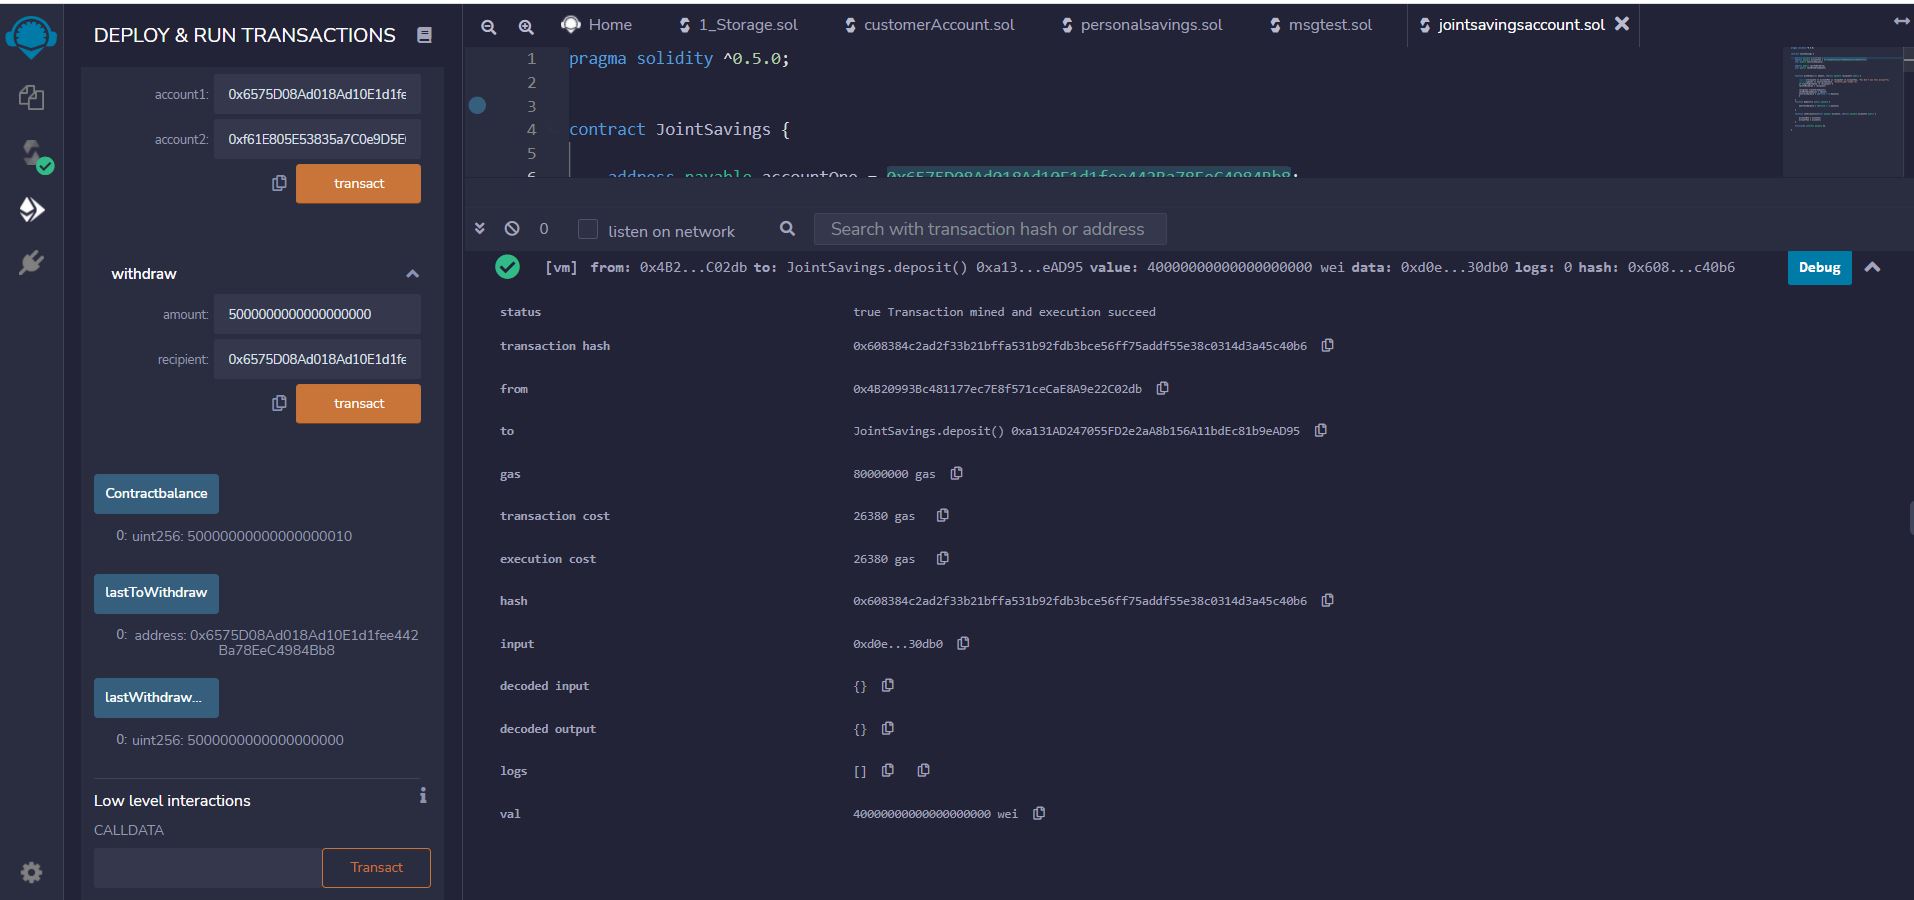 DEPLOY & RUN TRANSACTIONS
account1: 0x6575D08Ad018Ad10E1d1fe
account2: 0xf61E805E53835a7C0e9D5E
transact
withdraw
amount: 5000000000000000000
recipient: 0x6575D08Ad018Ad10E1d1fe
transact
Contractbalance
0: uint256: 50000000000000000010
lastToWithdraw
0: address: 0x6575D08Ad018Ad10E1d1fee442
Ba78EeC4984Bb8
lastWithdraw...
0: uint256: 5000000000000000000
Low level interactions
CALLDATA
Transact
Home 1_Storage.sol customerAccount.sol personalsavings.sol msgtest.sol jointsavingsaccount.sol
1 pragma solidity ^0.5.0;
2
3
4 contract JointSavings {
5
6 address payable accountOne = 0x6575D08Ad018Ad10E1d1fee442Ba78EeC4984Bb8;
0 listen on network Search with transaction hash or address
[vm] from: 0x4B2...C02db to: JointSavings.deposit() 0xa13...eAD95 value: 40000000000000000000 wei data: 0xd0e...30db0 logs: 0 hash: 0x608...c40b6 Debug
status true Transaction mined and execution succeed
transaction hash 0x608384c2ad2f33b21bffa531b92fdb3bce56ff75addf55e38c0314d3a45c40b6
from 0x4B20993Bc481177ec7E8f571ceCaE8A9e22C02db
to JointSavings.deposit() 0xa131AD247055FD2e2aA8b156A11bdEc81b9eAD95
gas 80000000 gas
transaction cost 26380 gas
execution cost 26380 gas
hash 0x608384c2ad2f33b21bffa531b92fdb3bce56ff75addf55e38c0314d3a45c40b6
input 0xd0e...30db0
decoded input {}
decoded output {}
logs []
val 40000000000000000000 wei